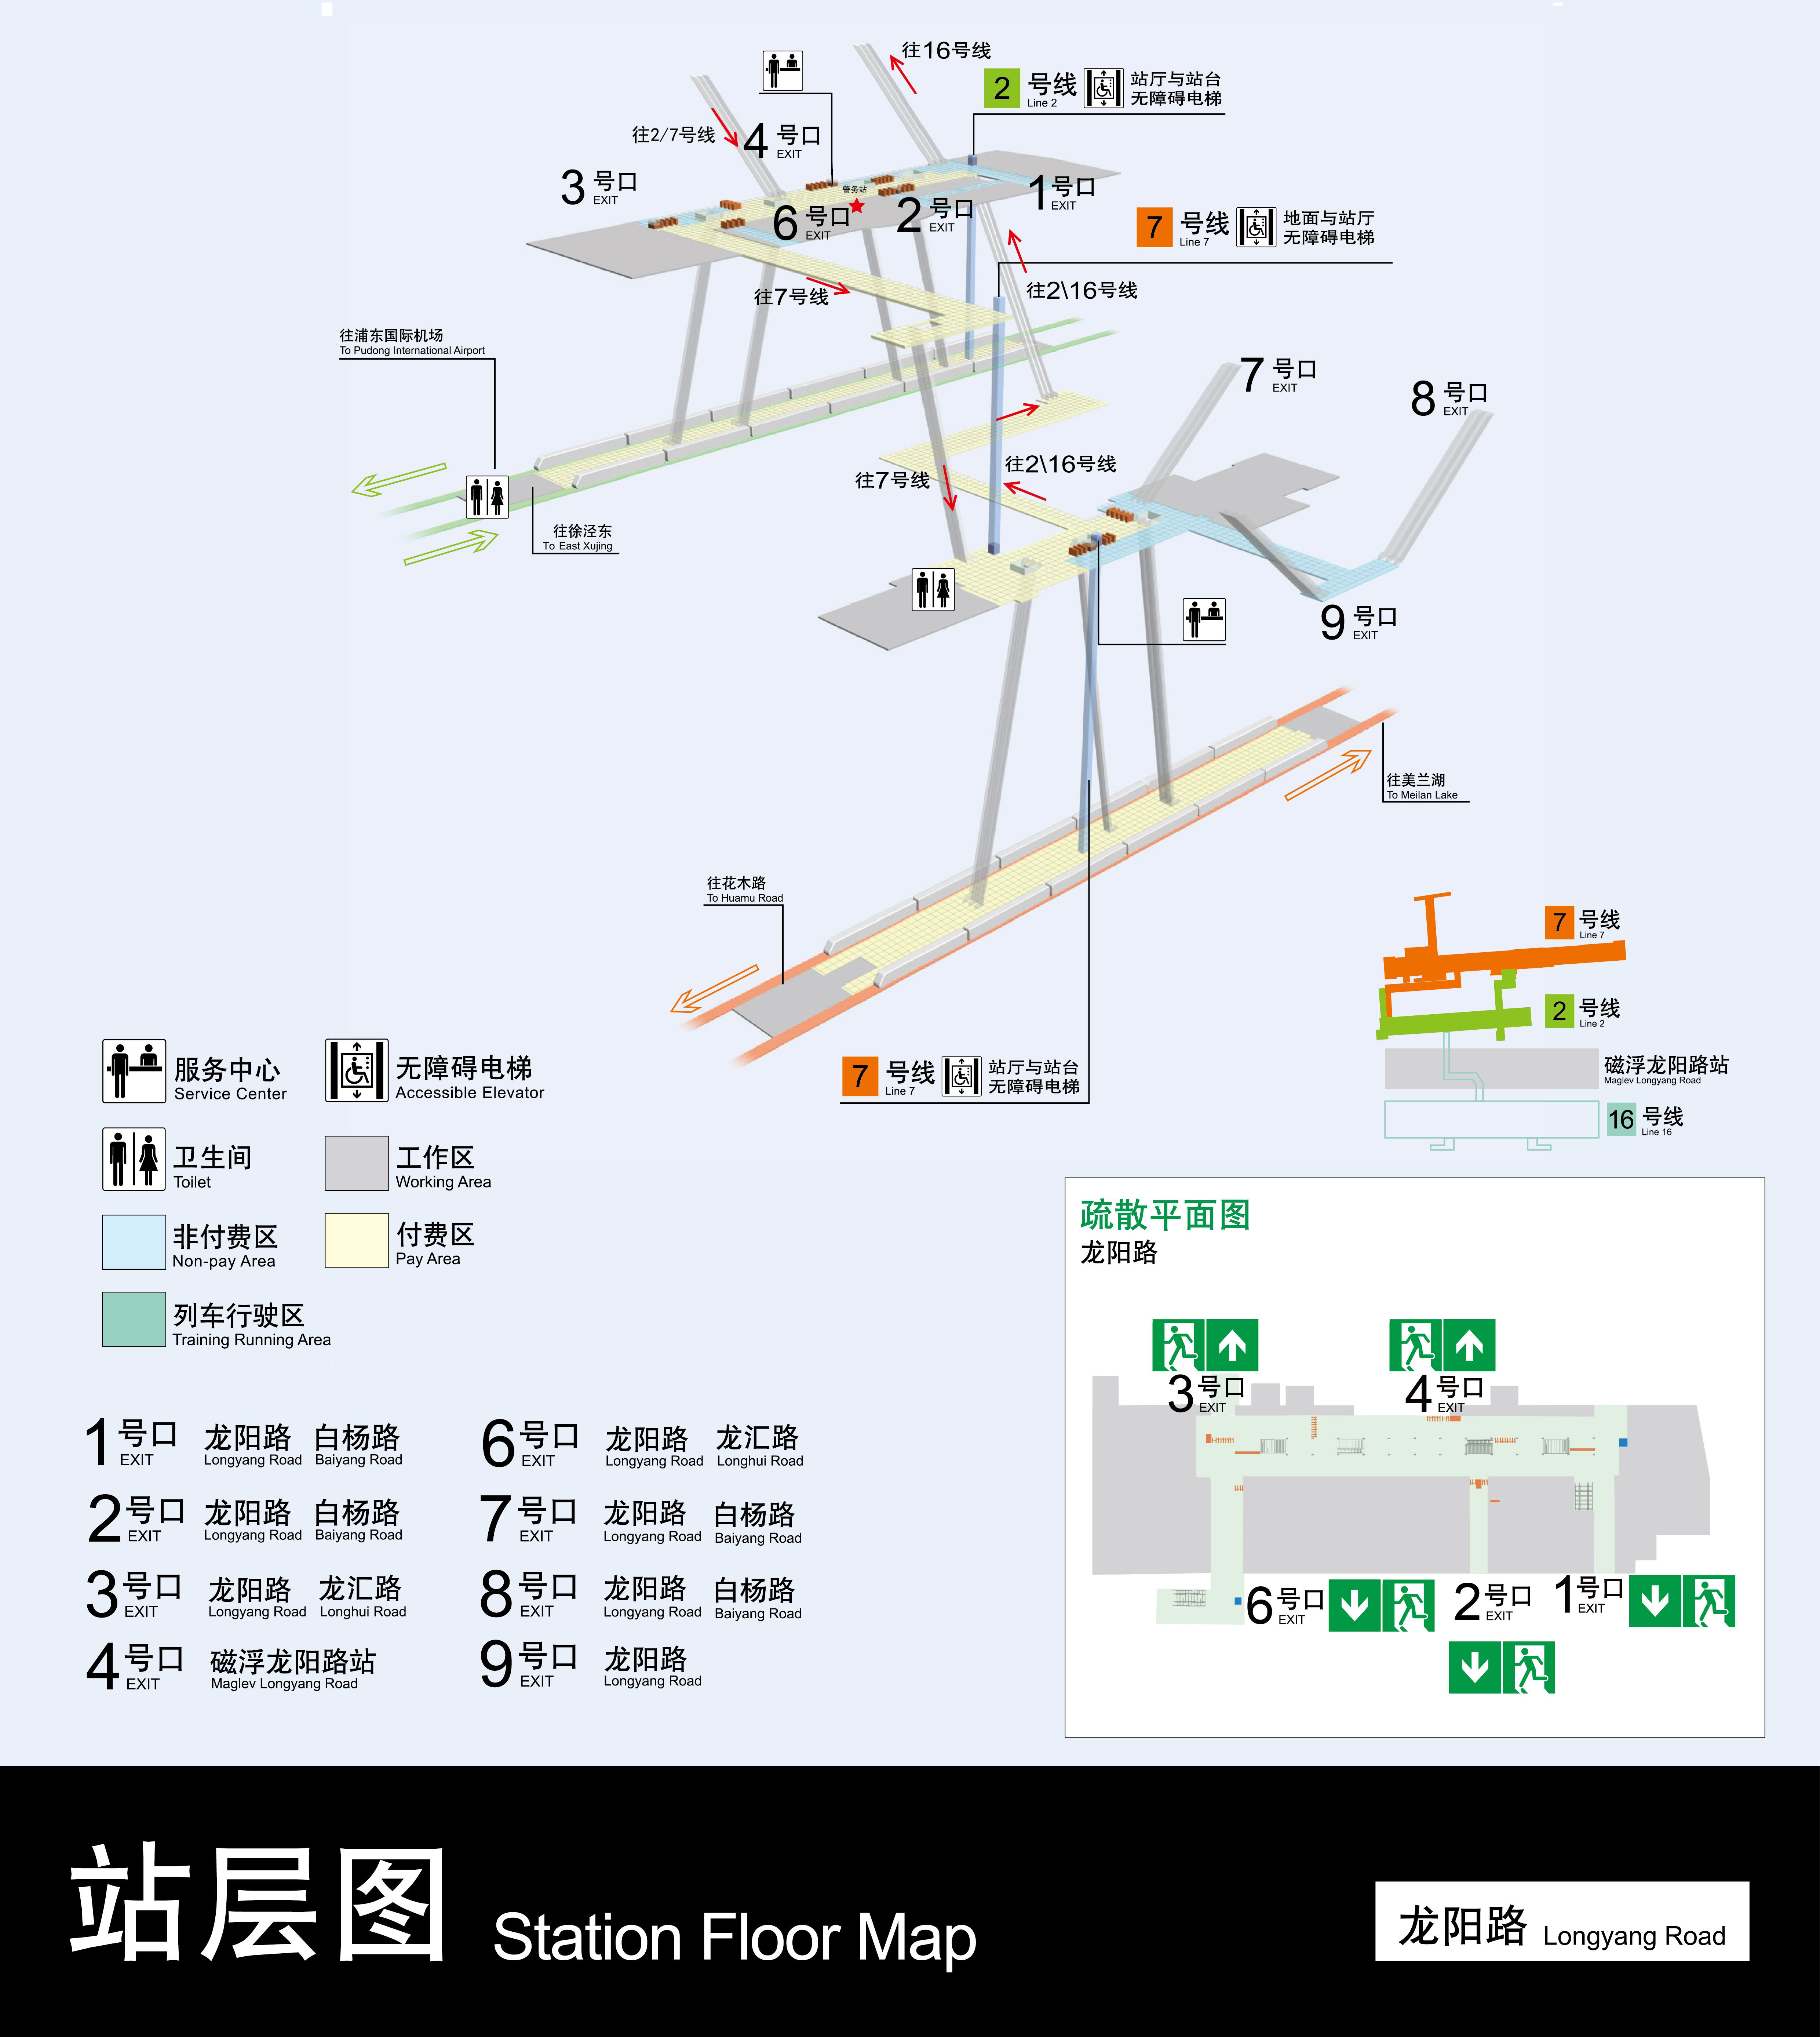 往16号线
2 号线 站厅与站台
Line 2 无障碍电梯
往2/7号线
4 号口
EXIT
3 号口
EXIT
警务站
1 号口
EXIT
6 号口
EXIT
2 号口
EXIT
7 号线 地面与站厅
Line 7 无障碍电梯
往7号线
往2\16号线
往浦东国际机场
To Pudong International Airport
7 号口
EXIT
8 号口
EXIT
往7号线
往2\16号线
往徐泾东
To East Xujing
9 号口
EXIT
往美兰湖
To Meilan Lake
往花木路
To Huamu Road
7 号线 站厅与站台
Line 7 无障碍电梯
7 号线
Line 7
2 号线
Line 2
磁浮龙阳路站
Maglev Longyang Road
16 号线
Line 16
服务中心
Service Center
无障碍电梯
Accessible Elevator
卫生间
Toilet
工作区
Working Area
非付费区
Non-pay Area
付费区
Pay Area
列车行驶区
Training Running Area
1 号口 龙阳路 白杨路
EXIT Longyang Road Baiyang Road
2 号口 龙阳路 白杨路
EXIT Longyang Road Baiyang Road
3 号口 龙阳路 龙汇路
EXIT Longyang Road Longhui Road
4 号口 磁浮龙阳路站
EXIT Maglev Longyang Road
6 号口 龙阳路 龙汇路
EXIT Longyang Road Longhui Road
7 号口 龙阳路 白杨路
EXIT Longyang Road Baiyang Road
8 号口 龙阳路 白杨路
EXIT Longyang Road Baiyang Road
9 号口 龙阳路
EXIT Longyang Road
疏散平面图
龙阳路
3 号口
EXIT
4 号口
EXIT
6 号口
EXIT
2 号口
EXIT
1 号口
EXIT
站层图 Station Floor Map
龙阳路 Longyang Road